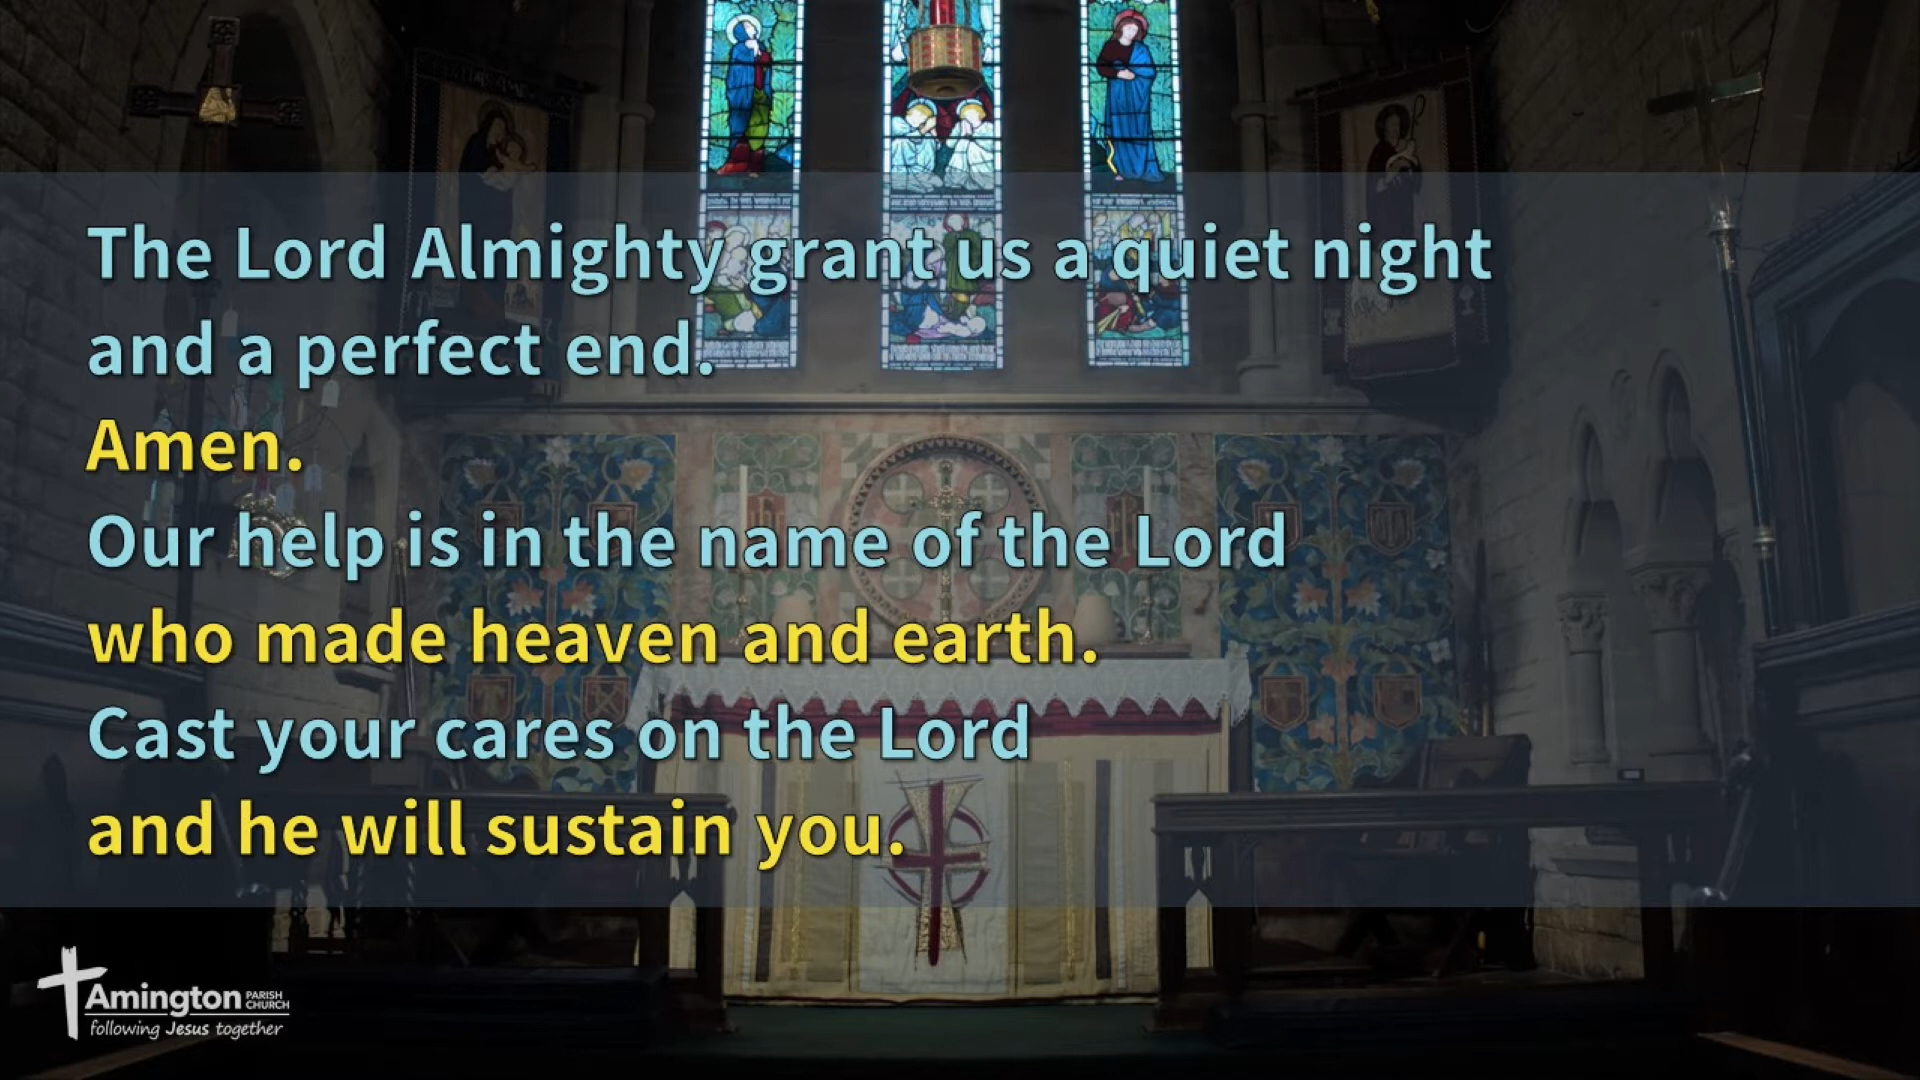 The Lord Almighty grant us a quiet night
and a perfect end.
Amen.
Our help is in the name of the Lord
who made heaven and earth.
Cast your cares on the Lord
and he will sustain you.
Amington PARISH CHURCH
following Jesus together